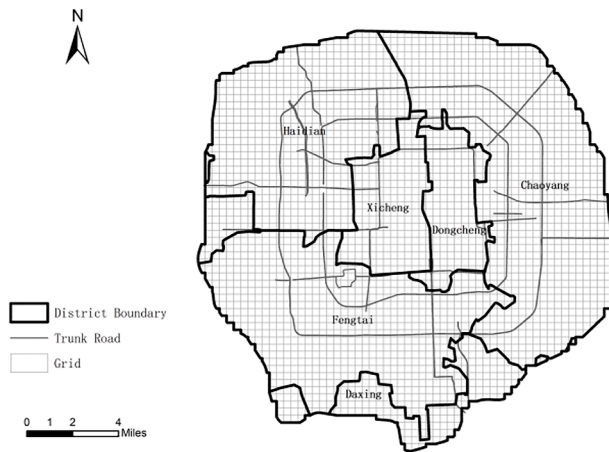 N
Haidian
Chaoyang
Xicheng
Dongcheng
Fengtai
Daxing
District Boundary
Trunk Road
Grid
0 1 2 4
Miles